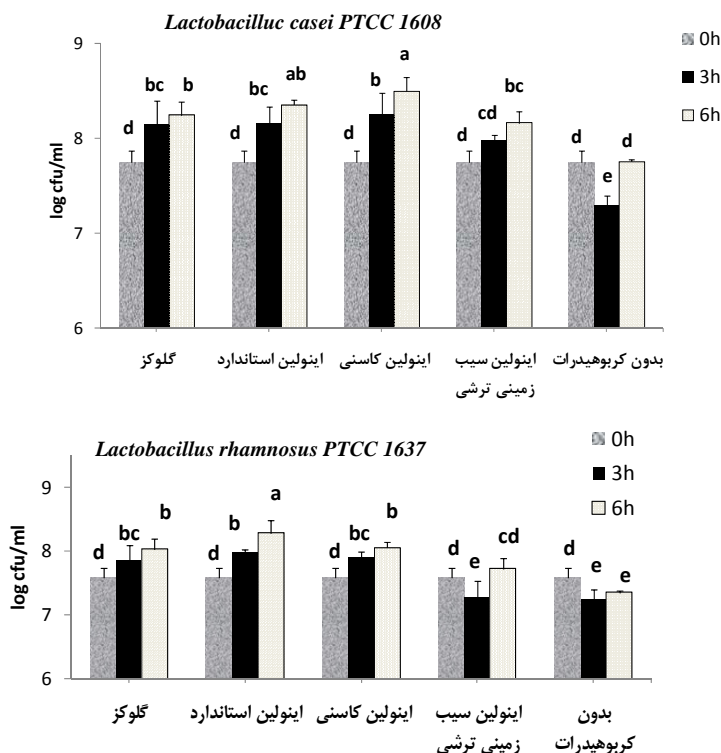 Lactobacilluc casei PTCC 1608
0h
3h
6h
log cfu/ml
9
8
7
6
d bc b
d bc ab
d b a
d cd bc
d e d
گلوکز
اینولین استاندارد
اینولین کاسنی
اینولین سیب
زمینی ترشی
بدون کربوهیدرات
Lactobacillus rhamnosus PTCC 1637
0h
3h
6h
log cfu/ml
9
8
7
6
d bc b
d b a
d bc b
d e cd
d e e
گلوکز
اینولین استاندارد
اینولین کاسنی
اینولین سیب
زمینی ترشی
بدون
کربوهیدرات